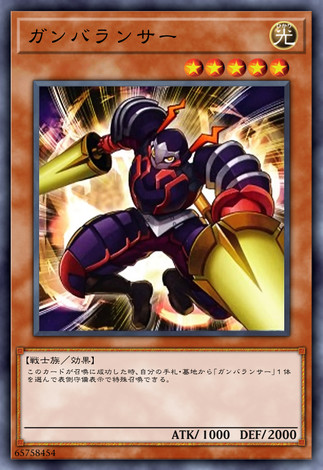 ガンバランサー
光
【戦士族／効果】
このカードが召喚に成功した時、自分の手札・墓地から「ガンバランサー」１体
を選んで表側守備表示で特殊召喚できる。
ATK/ 1000 DEF/ 2000
65758454